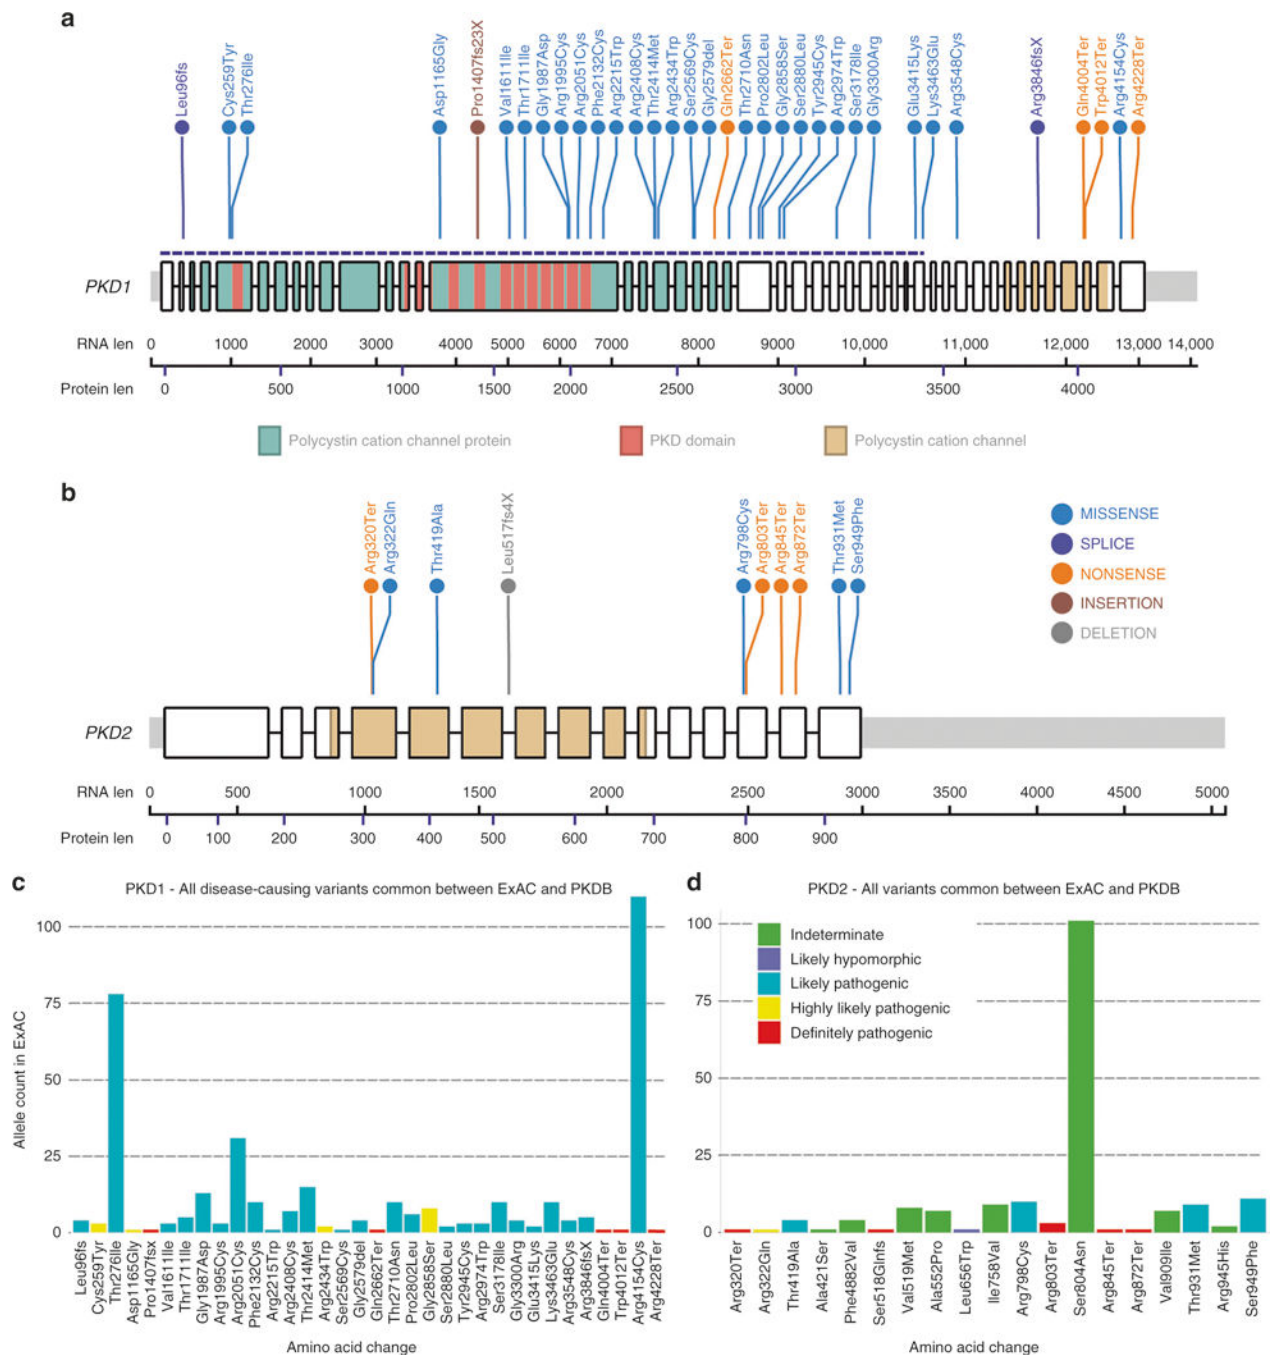 a
Leu96fs
Cys259Tyr
Thr276Ile
Asp1165Gly
Pro1407fs23X
Val1611Ile
Thr1711Ile
Gly1987Asp
Arg1995Cys
Arg2051Cys
Phe2132Cys
Arg2215Trp
Arg2408Cys
Thr2414Met
Arg2434Trp
Ser2569Cys
Gly2579del
Gln2662Ter
Thr2710Asn
Pro2802Leu
Gly2858Ser
Ser2880Leu
Tyr2945Cys
Arg2974Trp
Ser3178Ile
Gly3300Arg
Glu3415Lys
Lys3463Glu
Arg3548Cys
Arg3846fsX
Gln4004Ter
Trp4012Ter
Arg4154Cys
Arg4228Ter
PKD1
RNA len 0 1000 2000 3000 4000 5000 6000 7000 8000 9000 10,000 11,000 12,000 13,000 14,000
Protein len 0 500 1000 1500 2000 2500 3000 3500 4000
Polycystin cation channel protein PKD domain Polycystin cation channel
b
Arg320Ter
Arg322Gln
Thr419Ala
Leu517fs4X
Arg798Cys
Arg803Ter
Arg845Ter
Arg872Ter
Thr931Met
Ser949Phe
MISSENSE
SPLICE
NONSENSE
INSERTION
DELETION
PKD2
RNA len 0 500 1000 1500 2000 2500 3000 3500 4000 4500 5000
Protein len 0 100 200 300 400 500 600 700 800 900
c
PKD1 - All disease-causing variants common between ExAC and PKDB
Allele count in ExAC
100
75
50
25
0
Leu96fs
Cys259Tyr
Thr276Ile
Asp1165Gly
Pro1407fsx
Val1611Ile
Thr1711Ile
Gly1987Asp
Arg1995Cys
Arg2051Cys
Phe2132Cys
Arg2215Trp
Arg2408Cys
Thr2414Met
Arg2434Trp
Ser2569Cys
Gly2579del
Gln2662Ter
Thr2710Asn
Pro2802Leu
Gly2858Ser
Ser2880Leu
Tyr2945Cys
Arg2974Trp
Ser3178Ile
Gly3300Arg
Glu3415Lys
Lys3463Glu
Arg3548Cys
Arg3846fsX
Gln4004Ter
Trp4012Ter
Arg4154Cys
Arg4228Ter
Amino acid change
d
PKD2 - All variants common between ExAC and PKDB
Indeterminate
Likely hypomorphic
Likely pathogenic
Highly likely pathogenic
Definitely pathogenic
100
75
50
25
0
Arg320Ter
Arg322Gln
Thr419Ala
Ala421Ser
Phe4882Val
Ser518Glnfs
Val519Met
Ala552Pro
Leu656Trp
Ile758Val
Arg798Cys
Arg803Ter
Ser804Asn
Arg845Ter
Arg872Ter
Val909Ile
Thr931Met
Arg945His
Ser949Phe
Amino acid change